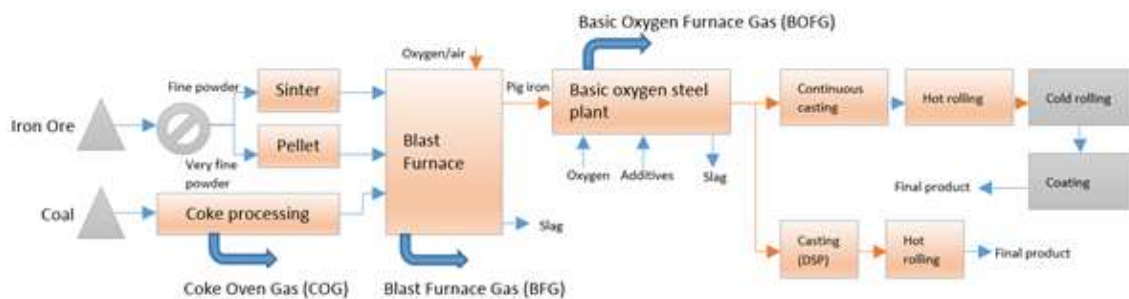 Basic Oxygen Furnace Gas (BOFG)
Oxygen/air
Fine powder
Sinter
Pig iron
Basic oxygen steel
plant
Continuous
casting
Hot rolling
Cold rolling
Iron Ore
Blast
Furnace
Pellet
Very fine
powder
Oxygen
Additives
Slag
Final product
Coating
Coal
Coke processing
Slag
Casting
(DSP)
Hot
rolling
Final product
Coke Oven Gas (COG)
Blast Furnace Gas (BFG)